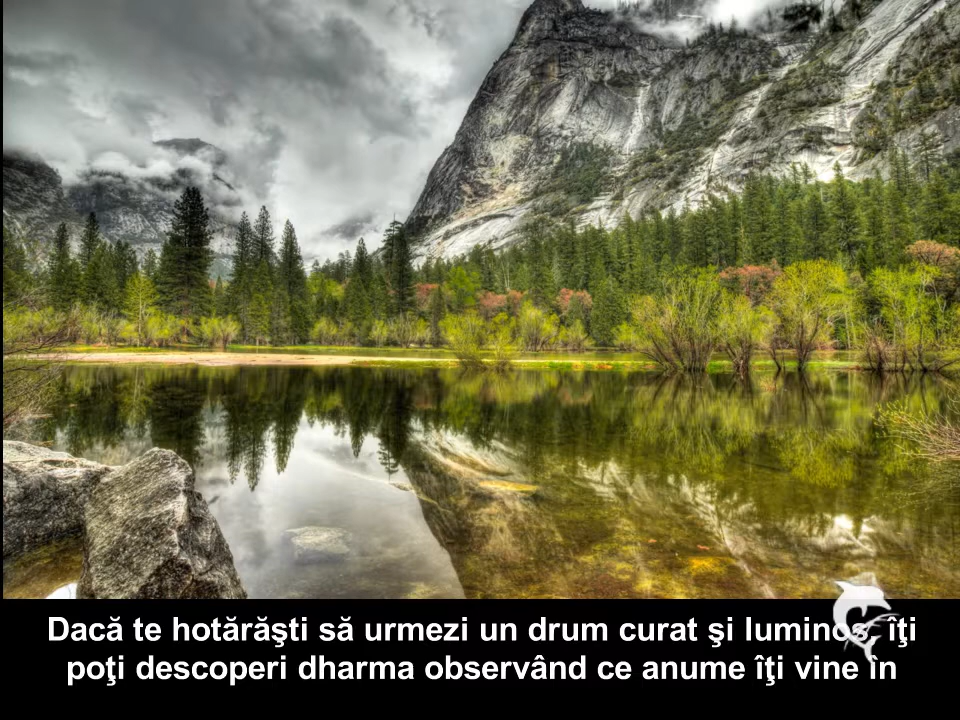 Dacă te hotărăşti să urmezi un drum curat şi luminos, îţi
poţi descoperi dharma observând ce anume îţi vine ìn